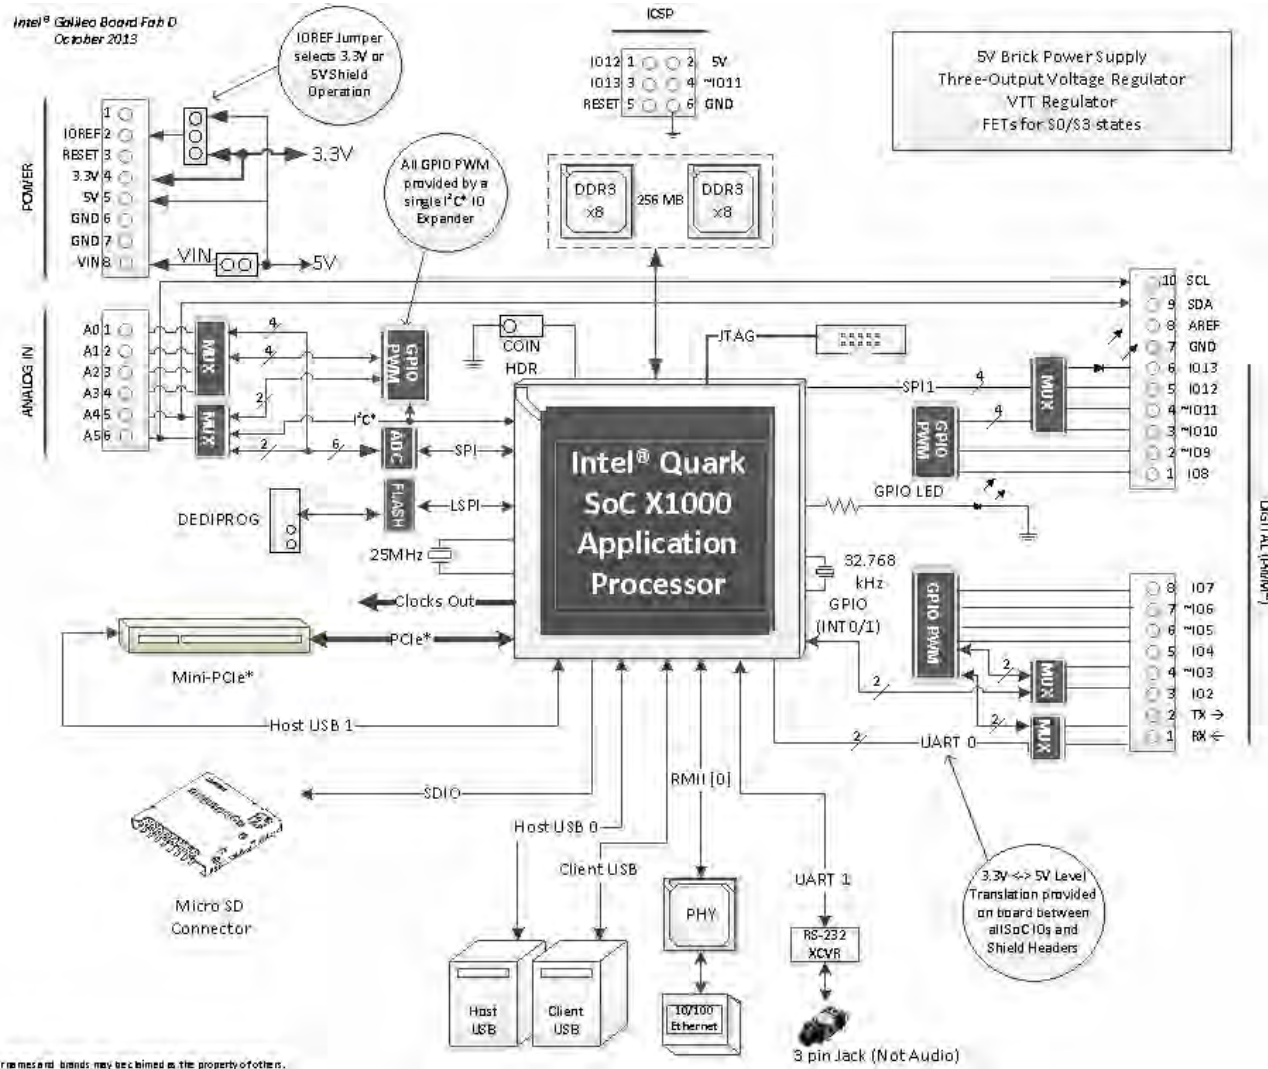 Intel® Galileo Board Fab D
October 2013
IOREF Jumper
selects 3.3V or
5V Shield
Operation
ICSP
IO12 1 2 5V
IO13 3 4 ~IO11
RESET 5 6 GND
5V Brick Power Supply
Three-Output Voltage Regulator
VTT Regulator
FETs for S0/S3 states
POWER
1
IOREF 2
RESET 3
3.3V 4
5V 5
GND 6
GND 7
VIN 8
3.3V
VIN
5V
All GPIO PWM
provided by a
single I²C* IO
Expander
DDR3
x8
256 MB
DDR3
x8
ANALOG IN
A0 1
A1 2
A2 3
A3 4
A4 5
A5 6
MUX
MUX
4
4
2
2
6
GPIO
PWM
I²C*
ADC
SPI
FLASH
LSPI
DEDIPROG
COIN
HDR
JTAG
25MHz
Clocks Out
PCIe*
Mini-PCIe*
Intel® Quark
SoC X1000
Application
Processor
SPI1
4
MUX
GPIO
PWM
4
GPIO LED
10 SCL
9 SDA
8 AREF
7 GND
6 IO13
5 IO12
4 ~IO11
3 ~IO10
2 ~IO9
1 IO8
32.768
kHz
GPIO
(INT0/1)
GPIO PWM
2
2
2
2
MUX
MUX
UART 0
8 IO7
7 ~IO6
6 ~IO5
5 IO4
4 ~IO3
3 IO2
2 TX →
1 RX ←
Host USB 1
SDIO
Micro SD
Connector
Host USB 0
Client USB
RMII [0]
UART 1
Host
USB
Client
USB
PHY
10/100
Ethernet
RS-232
XCVR
3 pin Jack (Not Audio)
3.3V <-> 5V Level
Translation provided
on board between
all SoC IOs and
Shield Headers
names and brands may be claimed as the property of others.